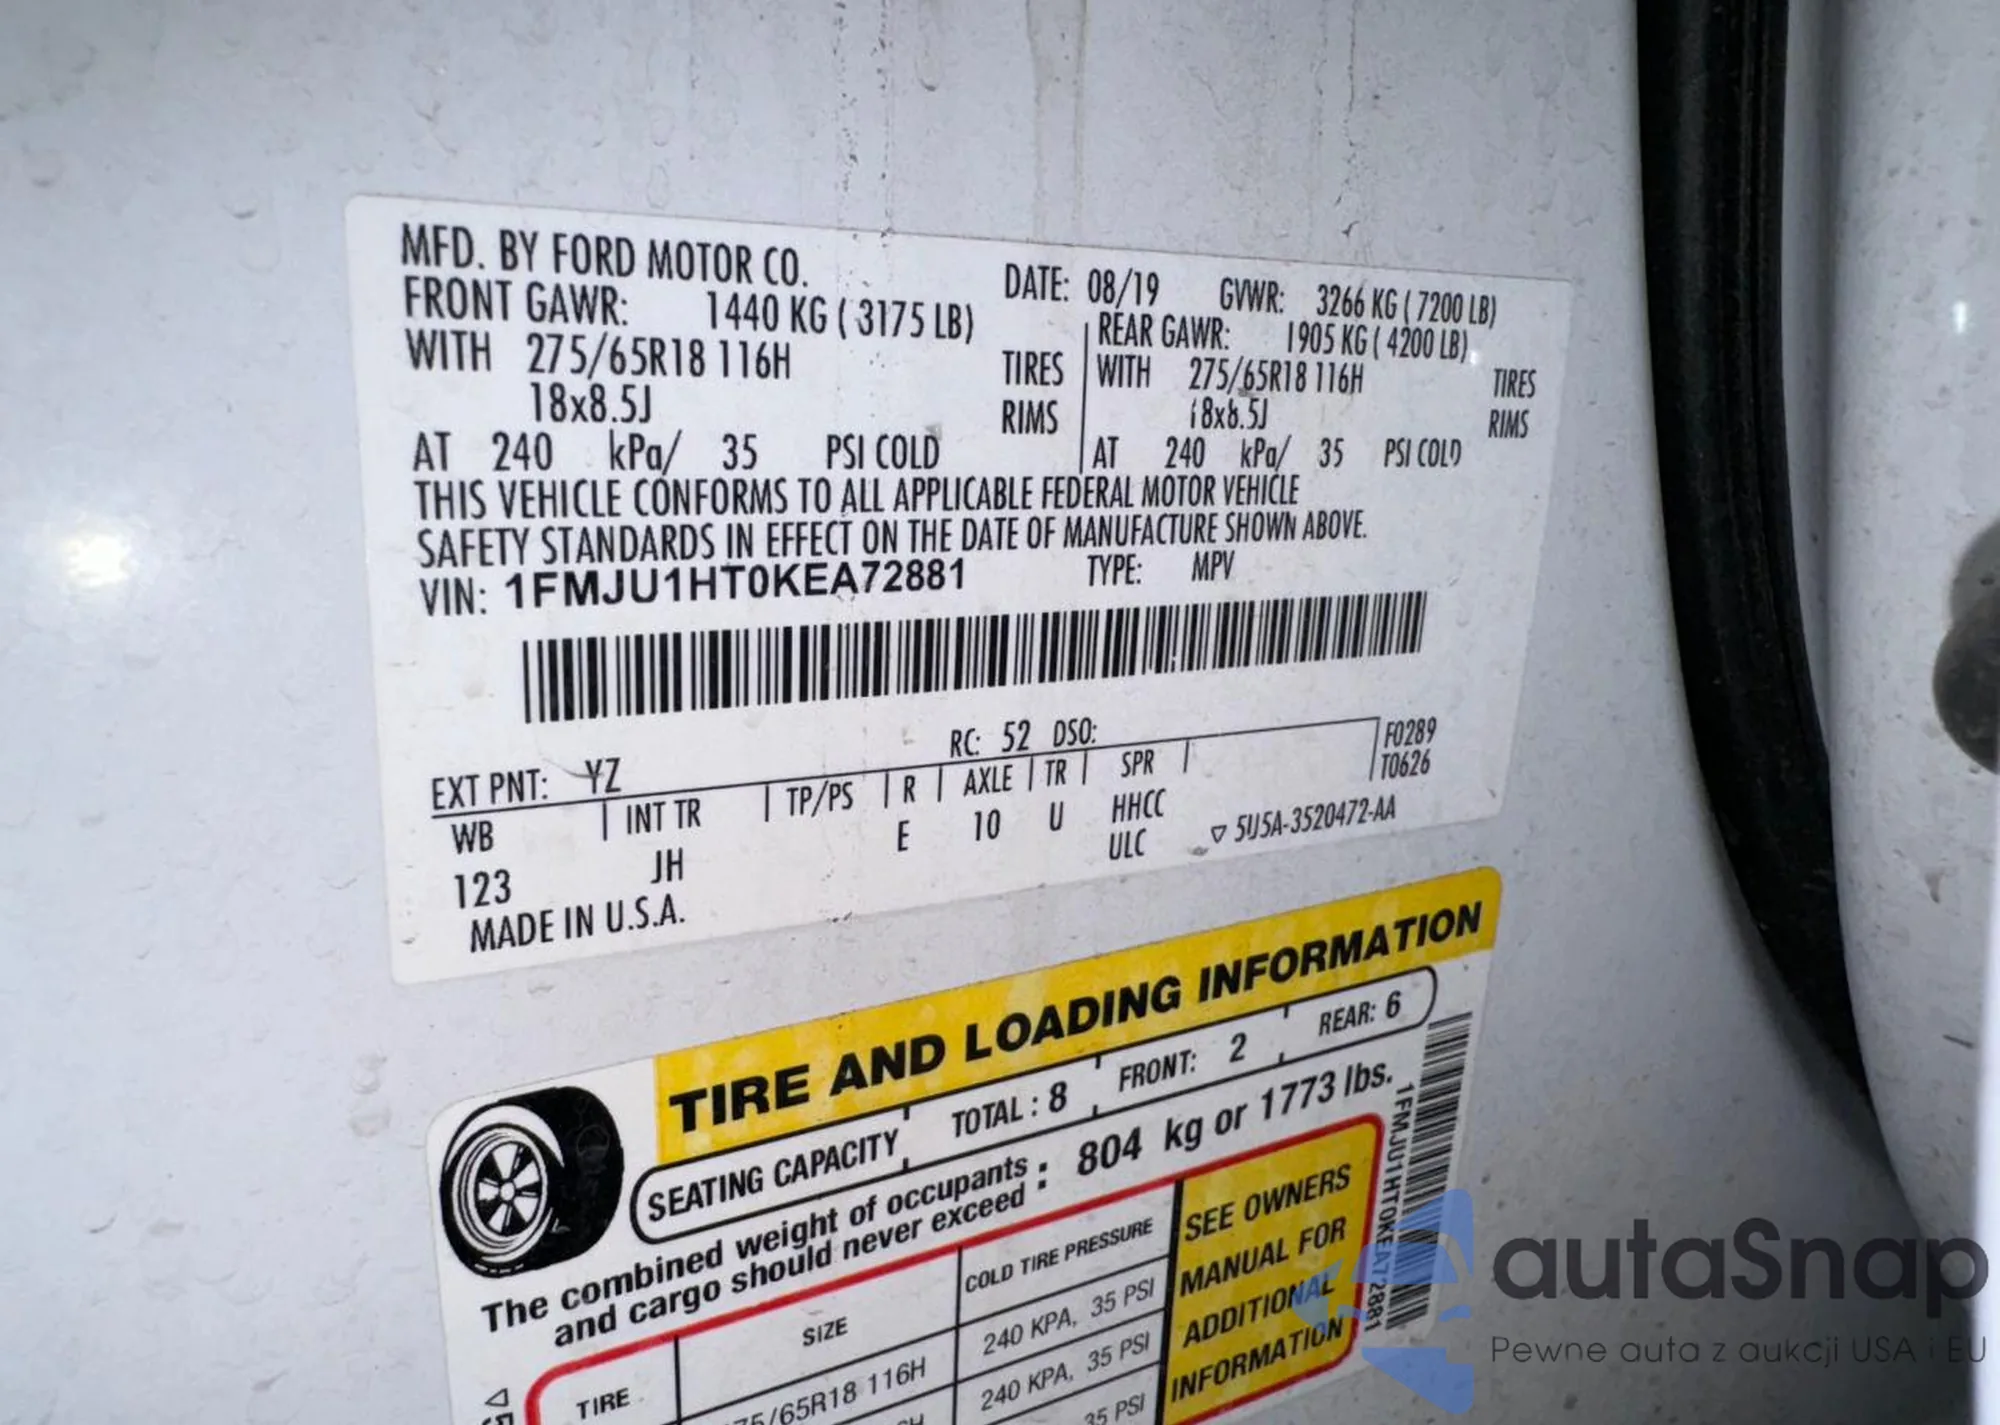 MFD. BY FORD MOTOR CO.
DATE: 08/19 GVWR: 3266 KG ( 7200 LB)
FRONT GAWR: 1440 KG ( 3175 LB) REAR GAWR: 1905 KG ( 4200 LB)
WITH 275/65R18 116H TIRES WITH 275/65R18 116H TIRES
18x8.5J RIMS 18x8.5J RIMS
AT 240 kPa/ 35 PSI COLD AT 240 kPa/ 35 PSI COLD
THIS VEHICLE CONFORMS TO ALL APPLICABLE FEDERAL MOTOR VEHICLE
SAFETY STANDARDS IN EFFECT ON THE DATE OF MANUFACTURE SHOWN ABOVE.
VIN: 1FMJU1HT0KEA72881 TYPE: MPV
EXT PNT: YZ RC: 52 DSO: F0289
WB INT TR TP/PS R AXLE TR SPR T0626
123 JH E 10 U HHCC
ULC ▽ 5U5A-3520472-AA
MADE IN U.S.A.
TIRE AND LOADING INFORMATION
SEATING CAPACITY TOTAL : 8 FRONT: 2 REAR: 6
The combined weight of occupants
and cargo should never exceed : 804 kg or 1773 lbs.
TIRE SIZE COLD TIRE PRESSURE
/65R18 116H 240 KPA, 35 PSI
240 KPA, 35 PSI
35 PSI
SEE OWNERS
MANUAL FOR
ADDITIONAL
INFORMATION
1FMJU1HT0KEA72881
autaSnap
Pewne auta z aukcji USA i EU